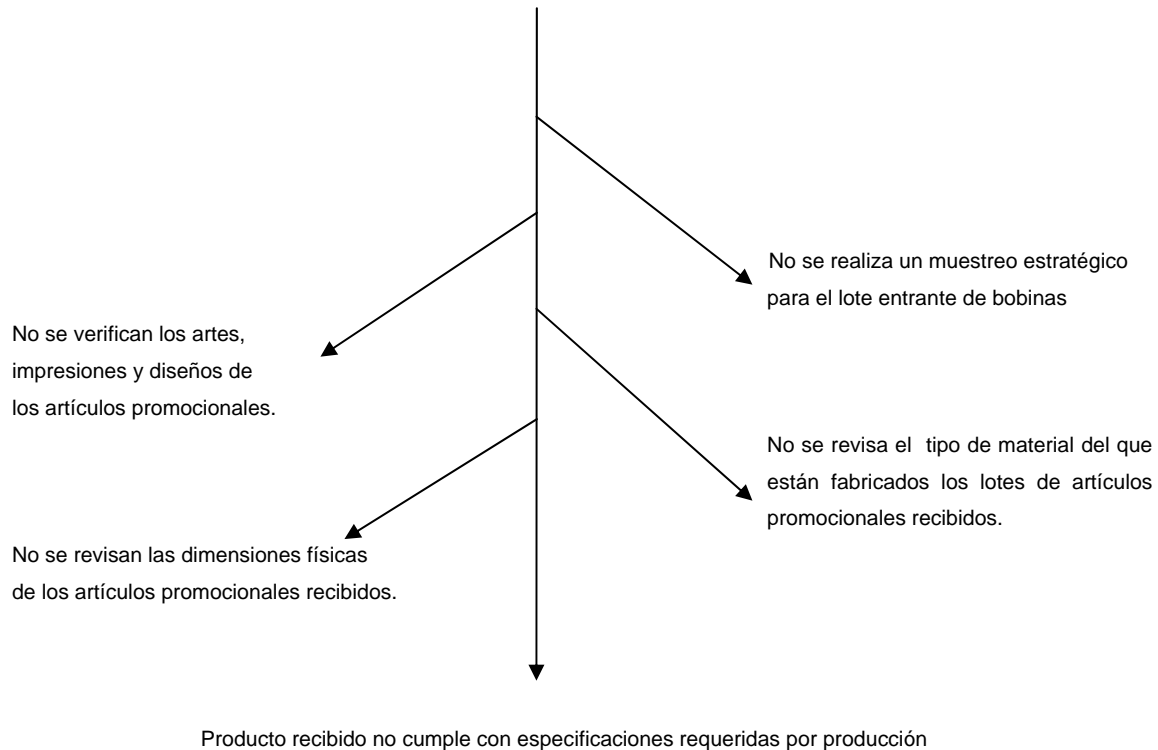 No se realiza un muestreo estratégico
para el lote entrante de bobinas
No se verifican los artes,
impresiones y diseños de
los artículos promocionales.
No se revisa el tipo de material del que
están fabricados los lotes de artículos
promocionales recibidos.
No se revisan las dimensiones físicas
de los artículos promocionales recibidos.
Producto recibido no cumple con especificaciones requeridas por producción